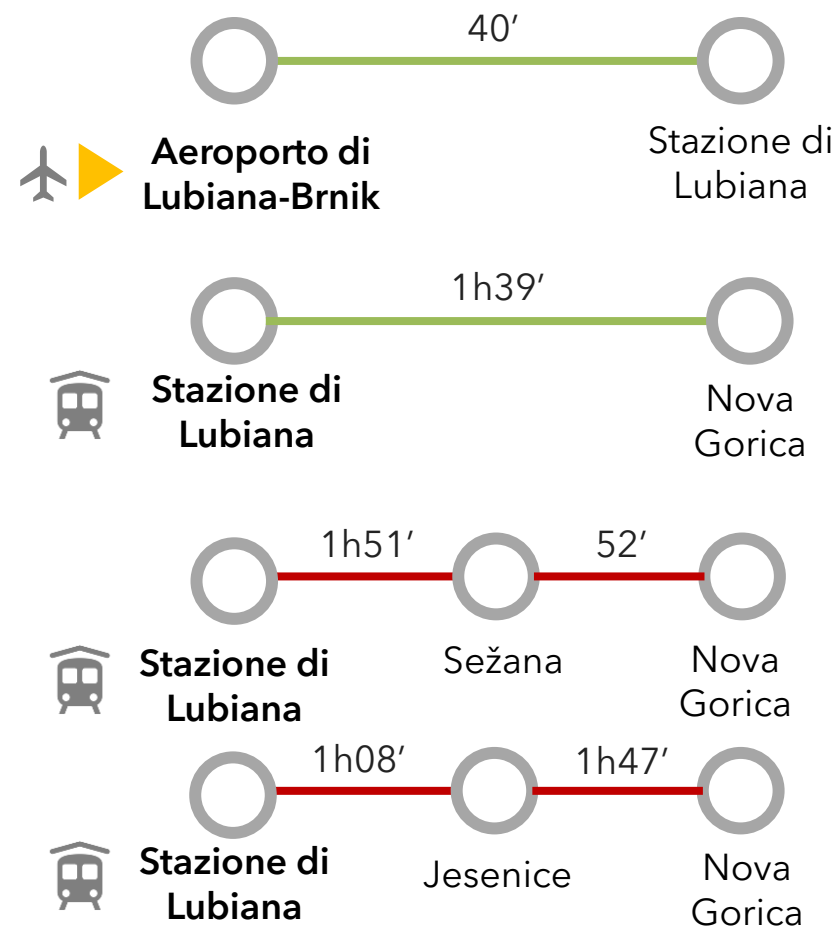 40′
Aeroporto di
Lubiana-Brnik
Stazione di
Lubiana
1h39′
Stazione di
Lubiana
Nova
Gorica
1h51′
52′
Stazione di
Lubiana
Sežana
Nova
Gorica
1h08′
1h47′
Stazione di
Lubiana
Jesenice
Nova
Gorica